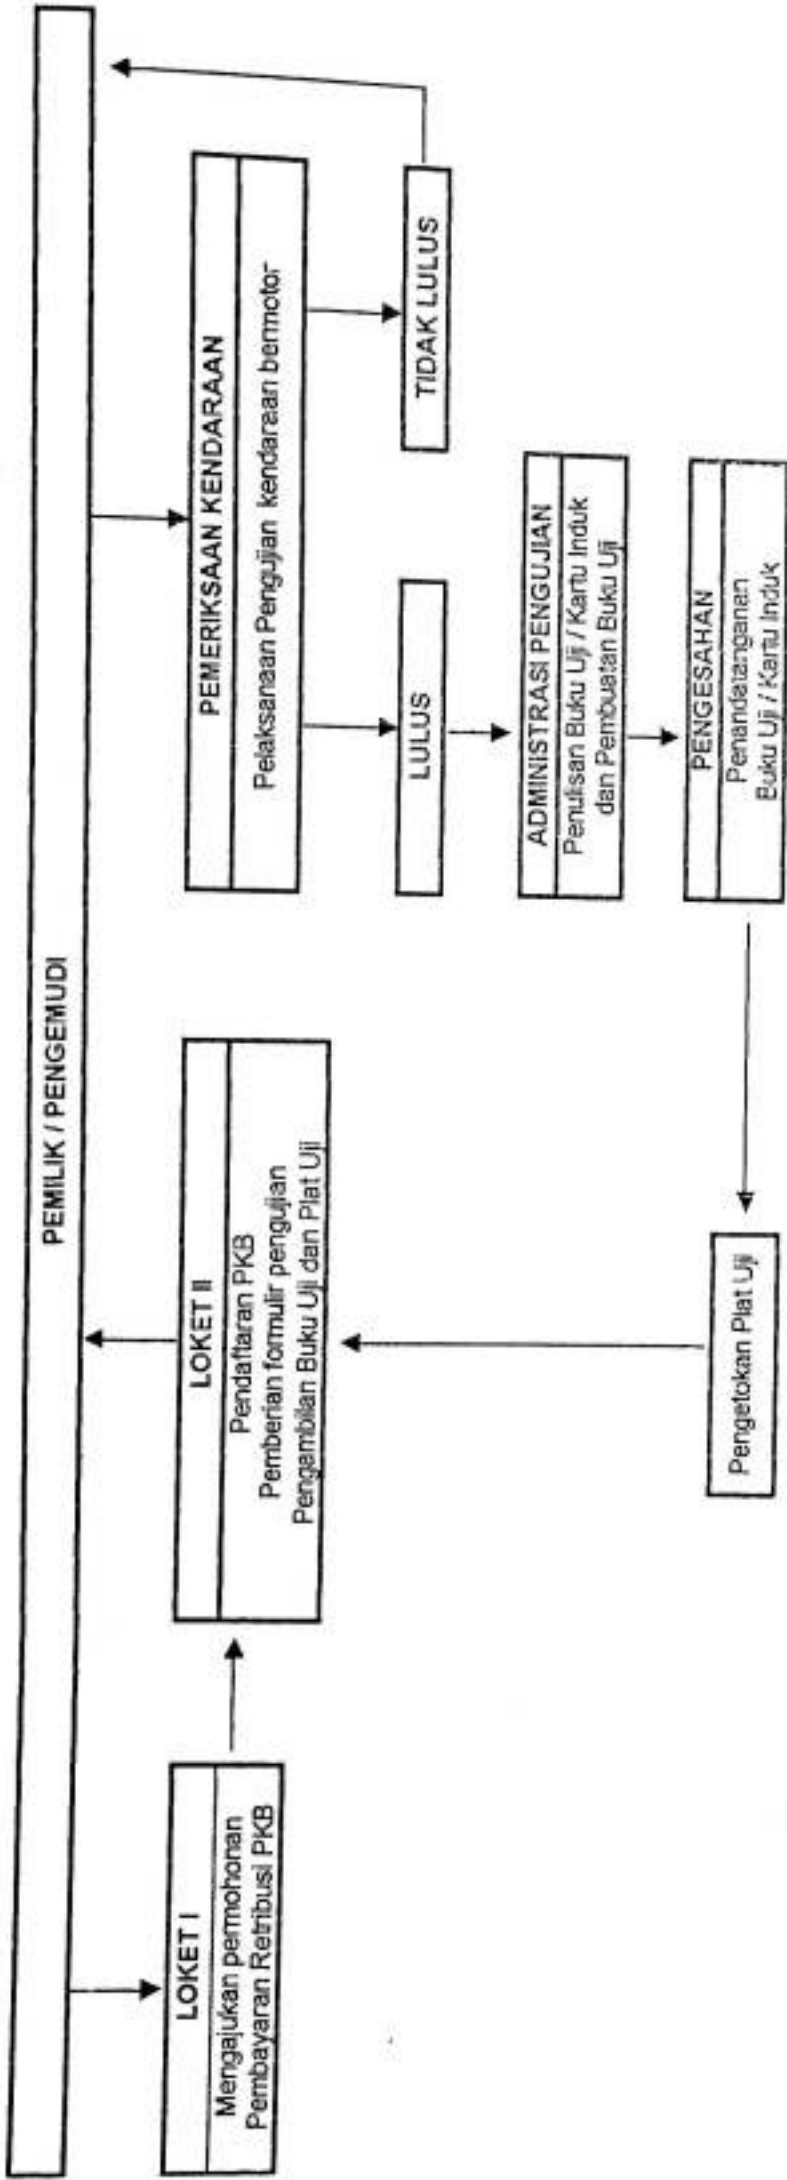 PEMILIK / PENGEMUDI
LOKET I
Mengajukan permohonan
Pembayaran Retribusi PKB
LOKET II
Pendaftaran PKB
Pemberian formulir pengujian
Pengambilan Buku Uji dan Plat Uji
PEMERIKSAAN KENDARAAN
Pelaksanaan Pengujian kendaraan bermotor
LULUS
TIDAK LULUS
ADMINISTRASI PENGUJIAN
Penulisan Buku Uji / Kartu Induk
dan Pembuatan Buku Uji
PENGESAHAN
Penandatanganan
Buku Uji / Kartu Induk
Pengetokan Plat Uji